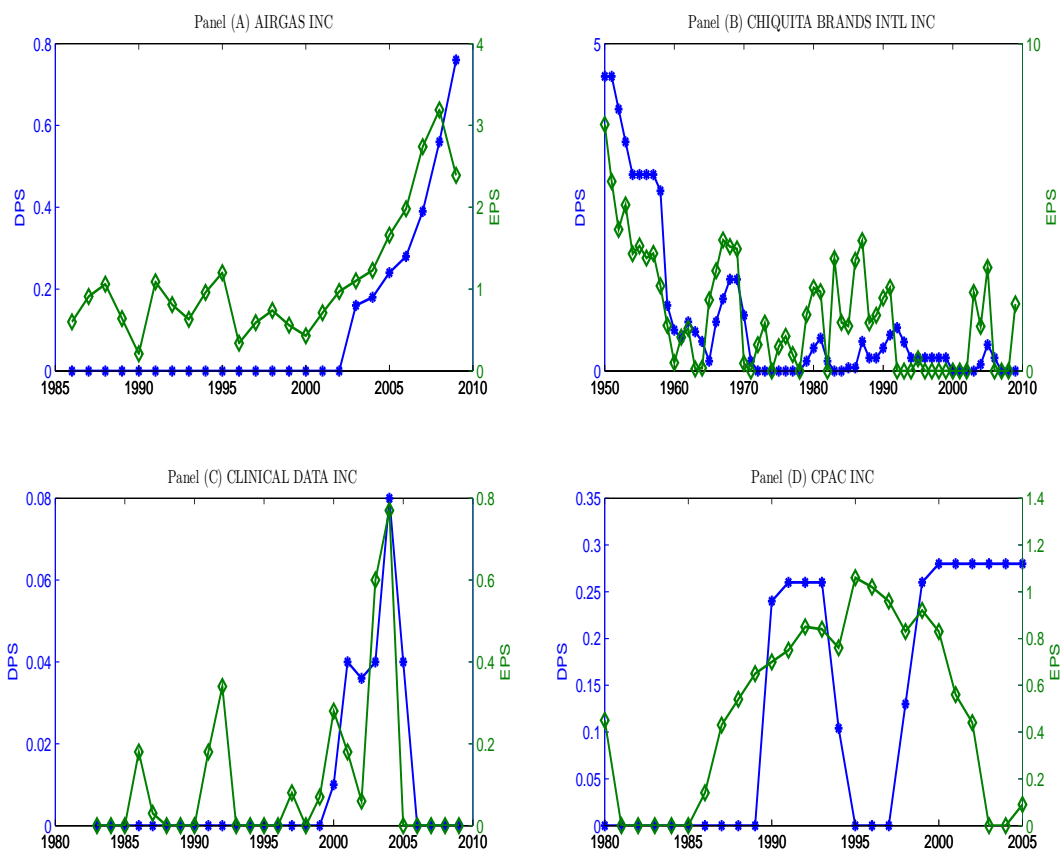 Panel (A) AIRGAS INC
0.8
0.6
0.4
0.2
0
DPS
4
3
2
1
0
EPS
1985 1990 1995 2000 2005 2010
Panel (B) CHIQUITA BRANDS INTL INC
5
0
DPS
10
0
EPS
1950 1960 1970 1980 1990 2000 2010
Panel (C) CLINICAL DATA INC
0.08
0.06
0.04
0.02
0
DPS
0.8
0.6
0.4
0.2
0
EPS
1980 1985 1990 1995 2000 2005 2010
Panel (D) CPAC INC
0.35
0.3
0.25
0.2
0.15
0.1
0.05
0
DPS
1.4
1.2
1
0.8
0.6
0.4
0.2
0
EPS
1980 1985 1990 1995 2000 2005